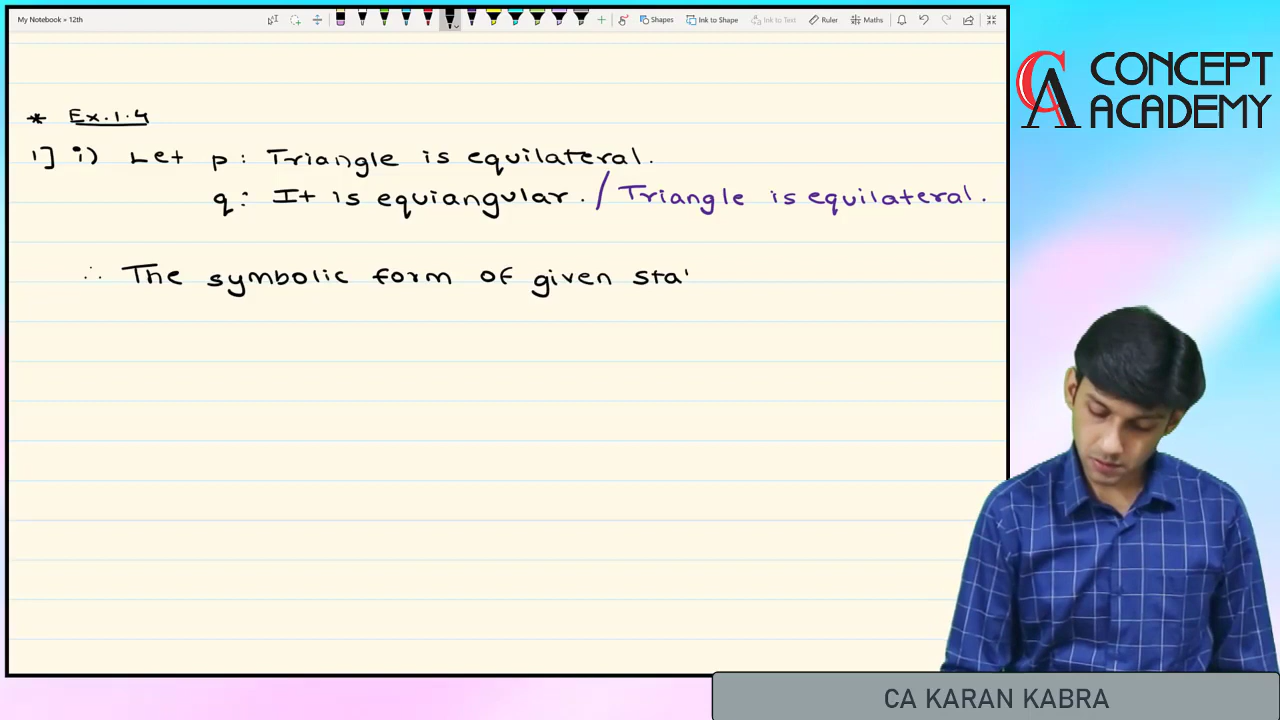 My Notebook » 12th
Shapes
Ink to Shape
Ink to Text
Ruler
Maths
CONCEPT
ACADEMY
* Ex.1.4
1] i) Let p: Triangle is equilateral.
q: It is equiangular. / Triangle is equilateral.
∴ The symbolic form of given sta
CA KARAN KABRA